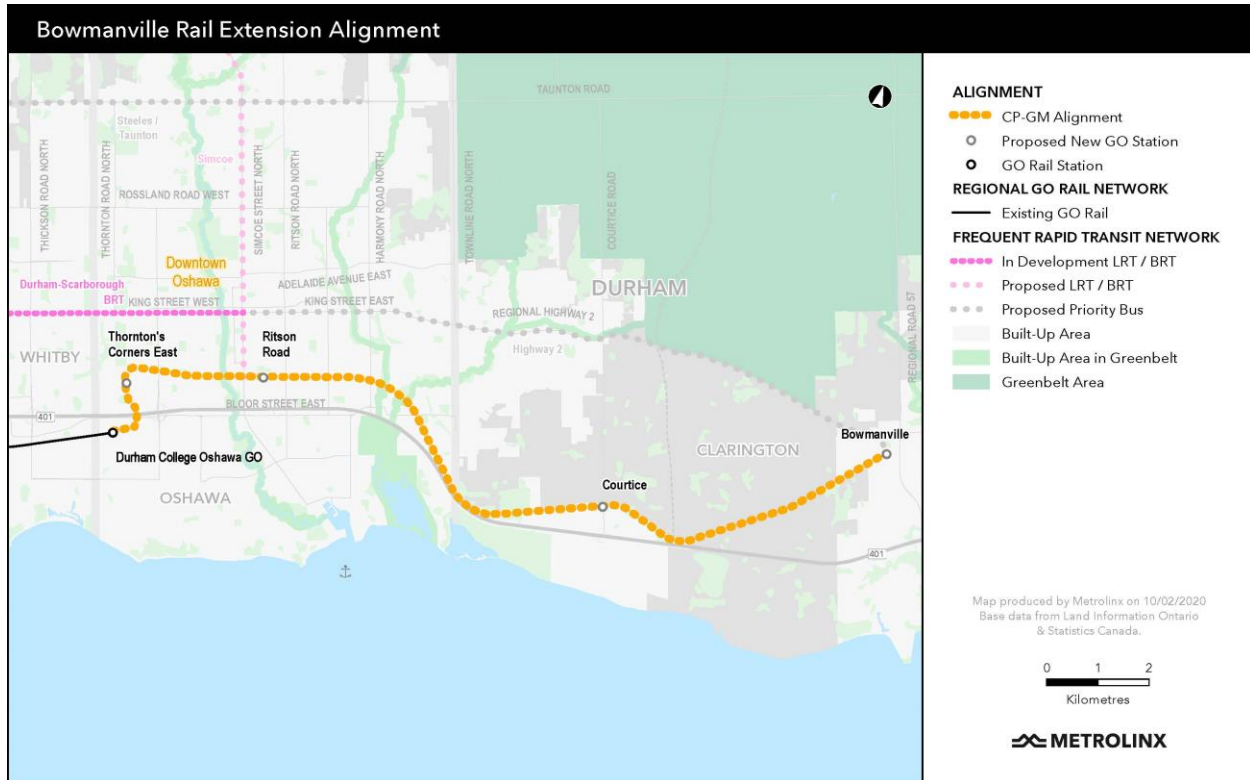 Bowmanville Rail Extension Alignment
TAUNTON ROAD
Steeles /
Taunton
Simcoe
THICKSON ROAD NORTH
THORNTON ROAD NORTH
ROSSLAND ROAD WEST
SIMCOE STREET NORTH
RITSON ROAD NORTH
HARMONY ROAD NORTH
TOWNLINE ROAD NORTH
COURTICE ROAD
Downtown
Oshawa
ADELAIDE AVENUE EAST
Durham-Scarborough
BRT
KING STREET WEST
KING STREET EAST
DURHAM
REGIONAL HIGHWAY 2
Highway 2
REGIONAL ROAD 57
WHITBY
Thornton's
Corners East
Ritson
Road
BLOOR STREET EAST
401
Durham College Oshawa GO
OSHAWA
Courtice
CLARINGTON
Bowmanville
401
ALIGNMENT
CP-GM Alignment
Proposed New GO Station
GO Rail Station
REGIONAL GO RAIL NETWORK
Existing GO Rail
FREQUENT RAPID TRANSIT NETWORK
In Development LRT / BRT
Proposed LRT / BRT
Proposed Priority Bus
Built-Up Area
Built-Up Area in Greenbelt
Greenbelt Area
Map produced by Metrolinx on 10/02/2020
Base data from Land Information Ontario
& Statistics Canada.
0 1 2
Kilometres
METROLINX